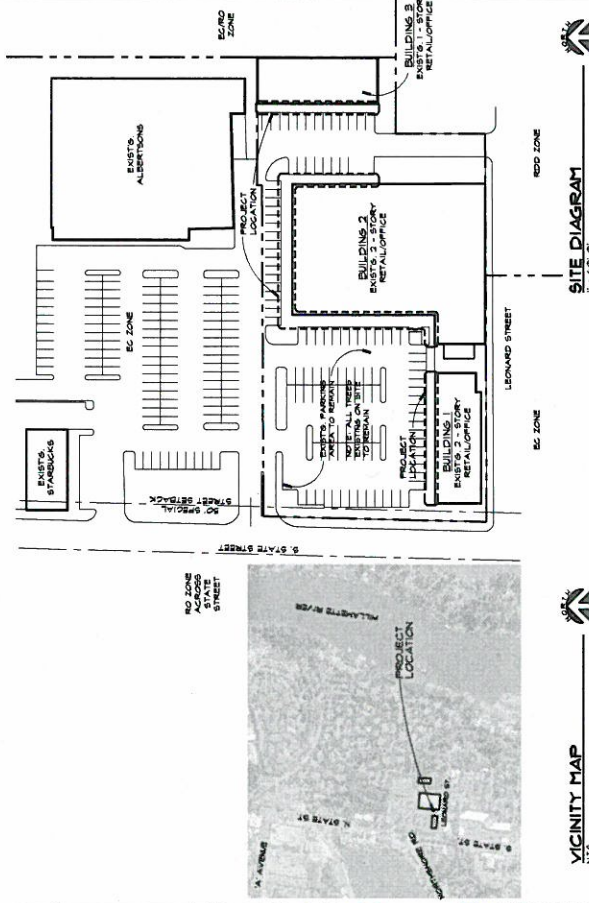 EC/RO
ZONE
EXIST'G.
ALBERTSONS
BUILDING 3
EXIST'G. 1 - STORY
RETAIL/OFFICE
PROJECT
LOCATION
EC ZONE
BUILDING 2
EXIST'G. 2 - STORY
RETAIL/OFFICE
RDD ZONE
EXIST'G.
STARBUCKS
50' SPECIAL
STREET SETBACK
EXIST'G. PARKING
AREA TO REMAIN
NOTE: ALL TREES
EXISTING ON SITE
TO REMAIN
PROJECT
LOCATION
BUILDING 1
EXIST'G. 2 - STORY
RETAIL/OFFICE
LEONARD STREET
EC ZONE
S. STATE STREET
RO ZONE
ACROSS
STATE
STREET
SITE DIAGRAM
WILLAMETTE RIVER
PROJECT
LOCATION
'A' AVENUE
N. STATE ST.
LEONARD ST.
NORTHSHORE RD
S. STATE ST.
VICINITY MAP
NTS